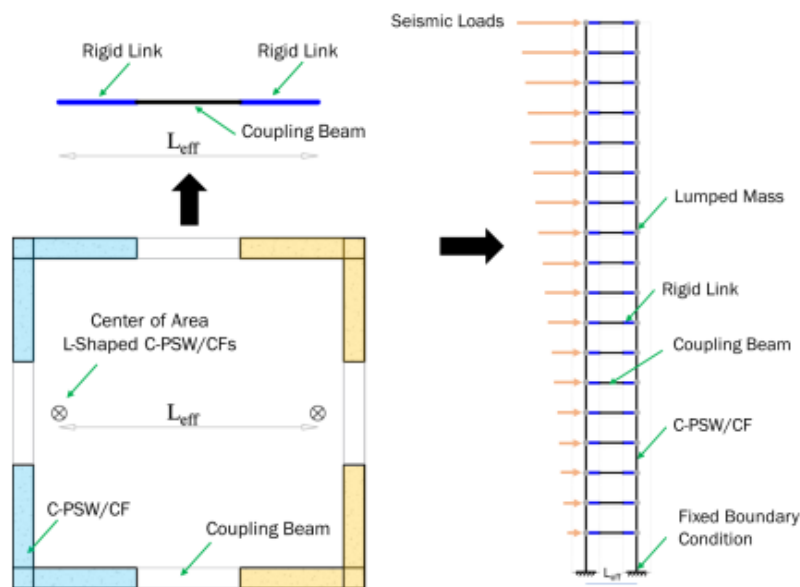 Rigid Link
Rigid Link
Coupling Beam
Leff
Center of Area
L-Shaped C-PSW/CFs
Leff
C-PSW/CF
Coupling Beam
Seismic Loads
Lumped Mass
Rigid Link
Coupling Beam
C-PSW/CF
Fixed Boundary
Condition
Leff